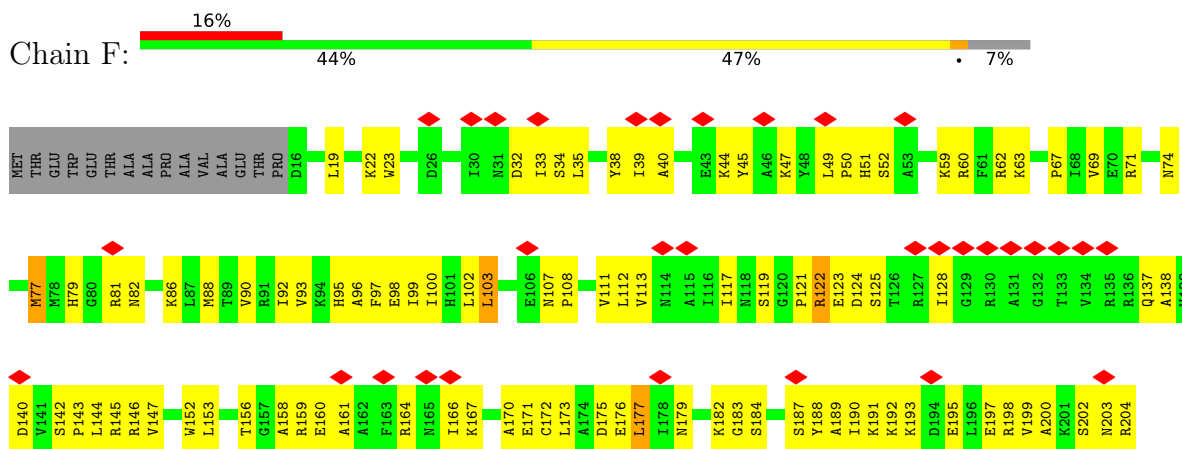 16%
Chain F:
44% 47% • 7%
MET THR GLU TRP GLU THR ALA ALA PRO ALA VAL ALA GLU THR PRO D16 L19 K22 W23 D26 I30 N31 D32 I33 S34 L35 Y38 I39 A40 E43 K44 Y45 A46 K47 Y48 L49 P50 H51 S52 A53 K59 R60 F61 R62 K63 P67 I68 V69 E70 R71 N74
M77 M78 H79 G80 R81 N82 K86 L87 M88 T89 V90 R91 I92 V93 K94 H95 A96 F97 E98 I99 I100 H101 L102 L103 E106 N107 P108 V111 L112 V113 N114 A115 I116 I117 N118 S119 G120 P121 R122 E123 D124 S125 T126 R127 I128 G129 R130 A131 G132 T133 V134 R135 R136 Q137 A138
D140 V141 S142 P143 L144 R145 R146 V147 W152 L153 T156 G157 A158 R159 E160 A161 A162 F163 R164 N165 I166 K167 A170 E171 C172 L173 A174 D175 E176 L177 I178 N179 K182 G183 S184 S187 Y188 A189 I190 K191 K192 K193 D194 E195 L196 E197 R198 V199 A200 K201 S202 N203 R204